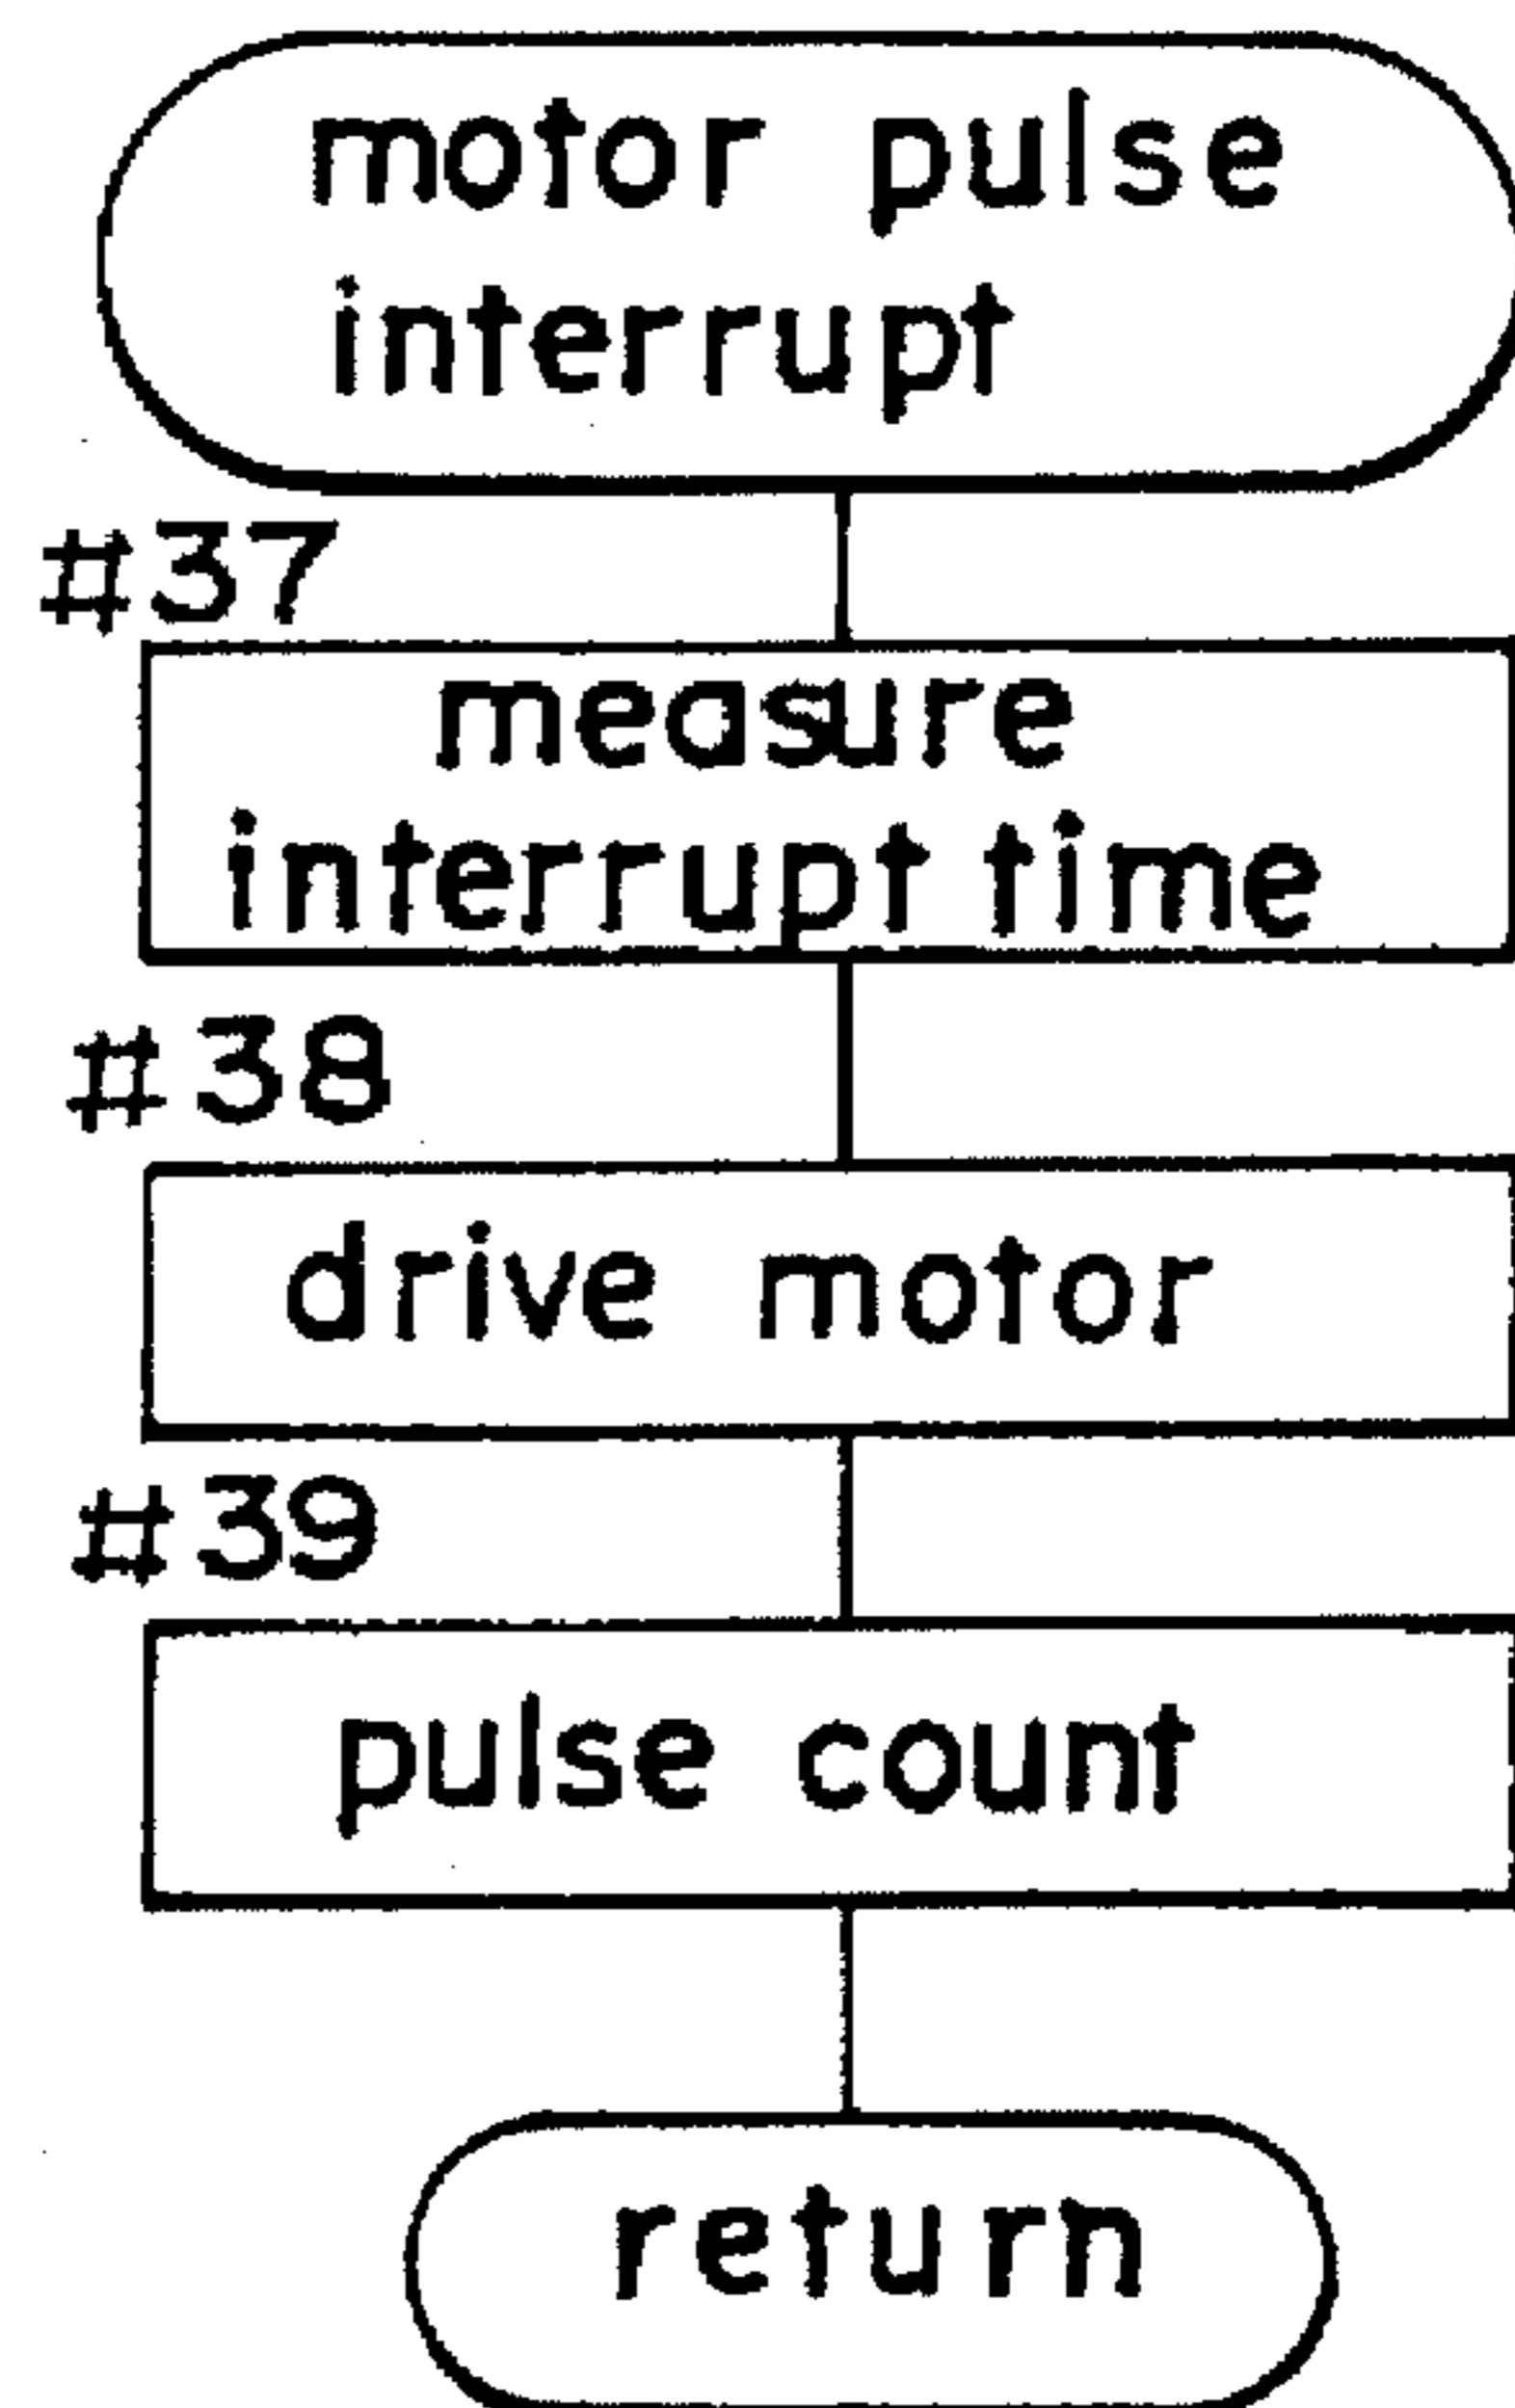 motor pulse
interrupt
#37
measure
interrupt time
#38
drive motor
#39
pulse count
return